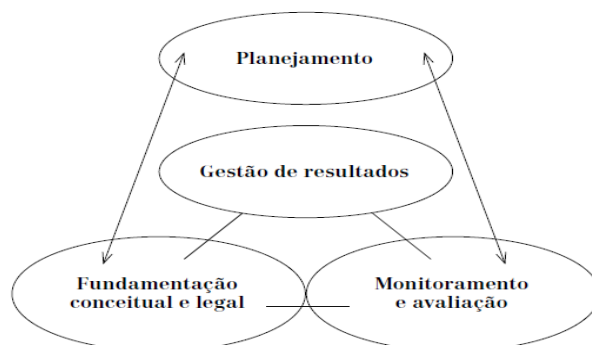 Planejamento
Gestão de resultados
Fundamentação
conceitual e legal
Monitoramento
e avaliação